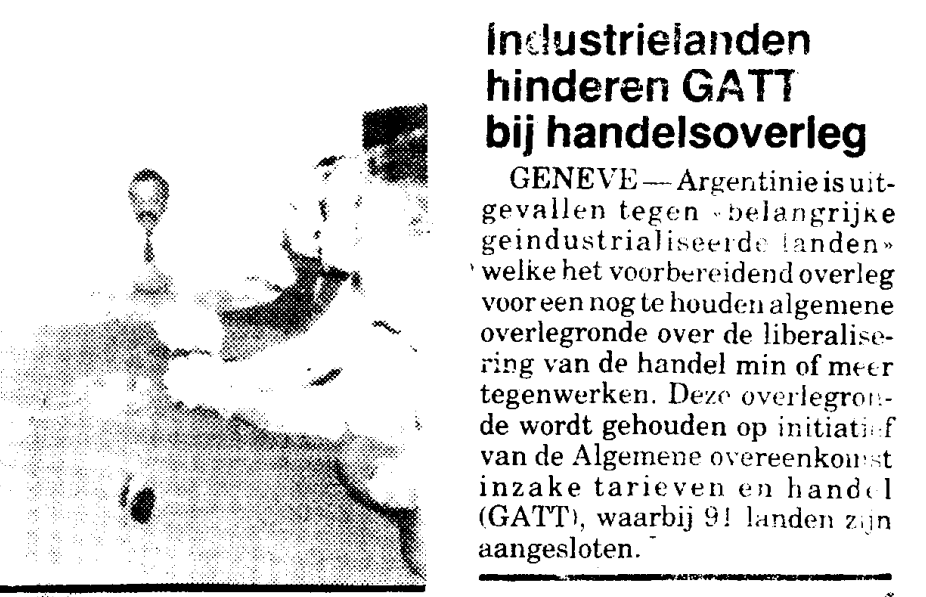 Industrielanden
hinderen GATT
bij handelsoverleg
GENEVE — Argentinie is uit-
gevallen tegen «belangrijke
geindustrialiseerde landen»
welke het voorbereidend overleg
voor een nog te houden algemene
overlegronde over de liberalise-
ring van de handel min of meer
tegenwerken. Deze overlegron-
de wordt gehouden op initiatief
van de Algemene overeenkomst
inzake tarieven en handel
(GATT), waarbij 91 landen zijn
aangesloten.